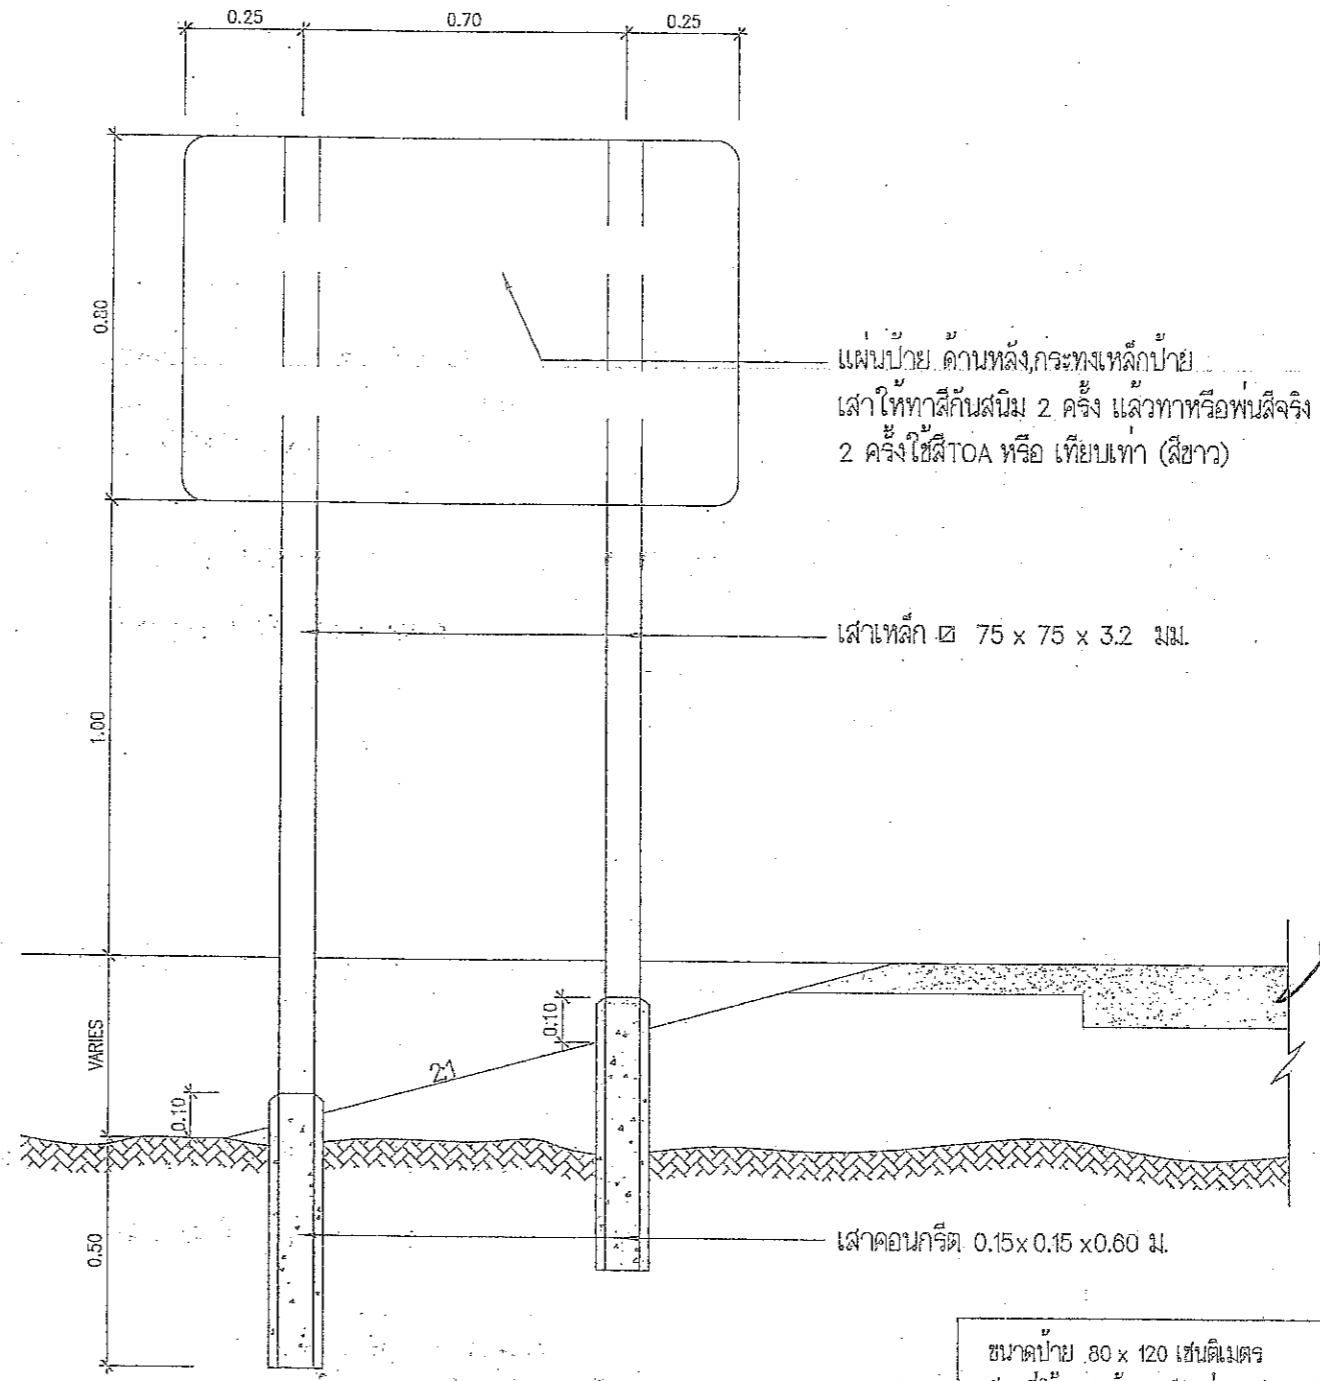 0.25 0.70 0.25
0.80
แผ่นป้าย ด้านหลัง,กระทงเหล็กป้าย
เสาให้ทาสีกันสนิม 2 ครั้ง แล้วทาหรือพ่นสีจริง
2 ครั้งใช้สีTOA หรือ เทียบเท่า (สีขาว)
เสาเหล็ก 75 x 75 x 3.2 มม.
1.00
VARIES
0.10
2:1
0.10
0.50
เสาคอนกรีต 0.15x 0.15 x0.60 ม.
ขนาดป้าย 80 x 120 เซนติเมตร